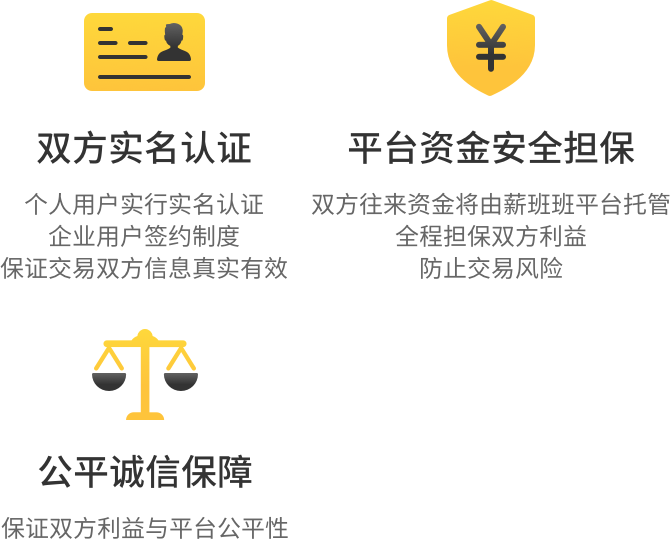 双方实名认证
个人用户实行实名认证
企业用户签约制度
保证交易双方信息真实有效
¥
平台资金安全担保
双方往来资金将由薪班班平台托管
全程担保双方利益
防止交易风险
公平诚信保障
保证双方利益与平台公平性